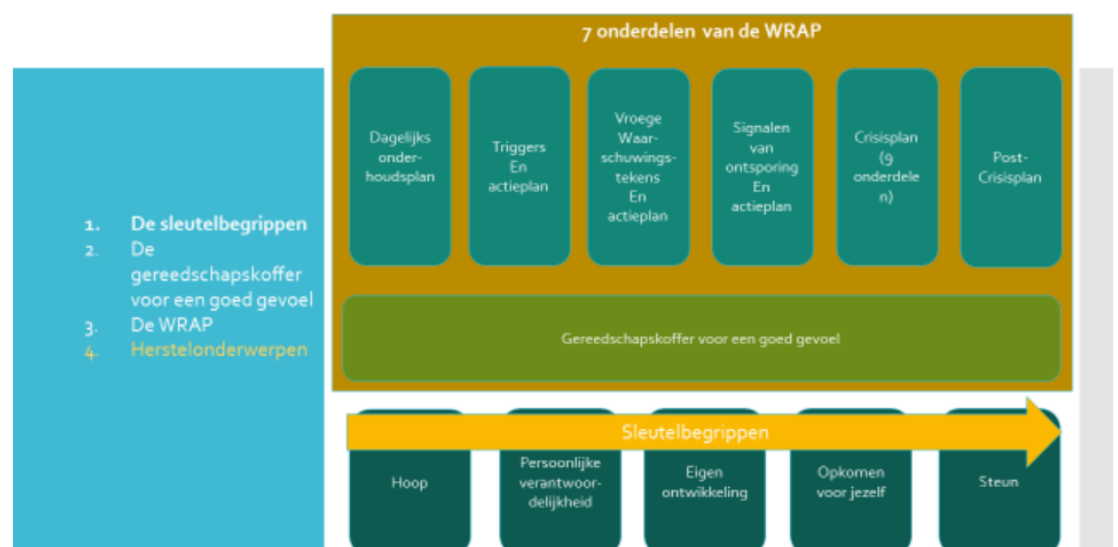 7 onderdelen van de WRAP
Dagelijks
onder-
houdsplan
Triggers
En
actieplan
Vroege
Waar-
schuwings-
tekens
En
actieplan
Signalen
van
ontsporing
En
actieplan
Crisisplan
(9
onderdele
n)
Post-
Crisisplan
1. De sleutelbegrippen
2. De
gereedschapskoffer
voor een goed gevoel
3. De WRAP
4. Herstelonderwerpen
Gereedschapskoffer voor een goed gevoel
Sleutelbegrippen
Hoop
Persoonlijke
verantwoor-
delijkheid
Eigen
ontwikkeling
Opkomen
voor jezelf
Steun